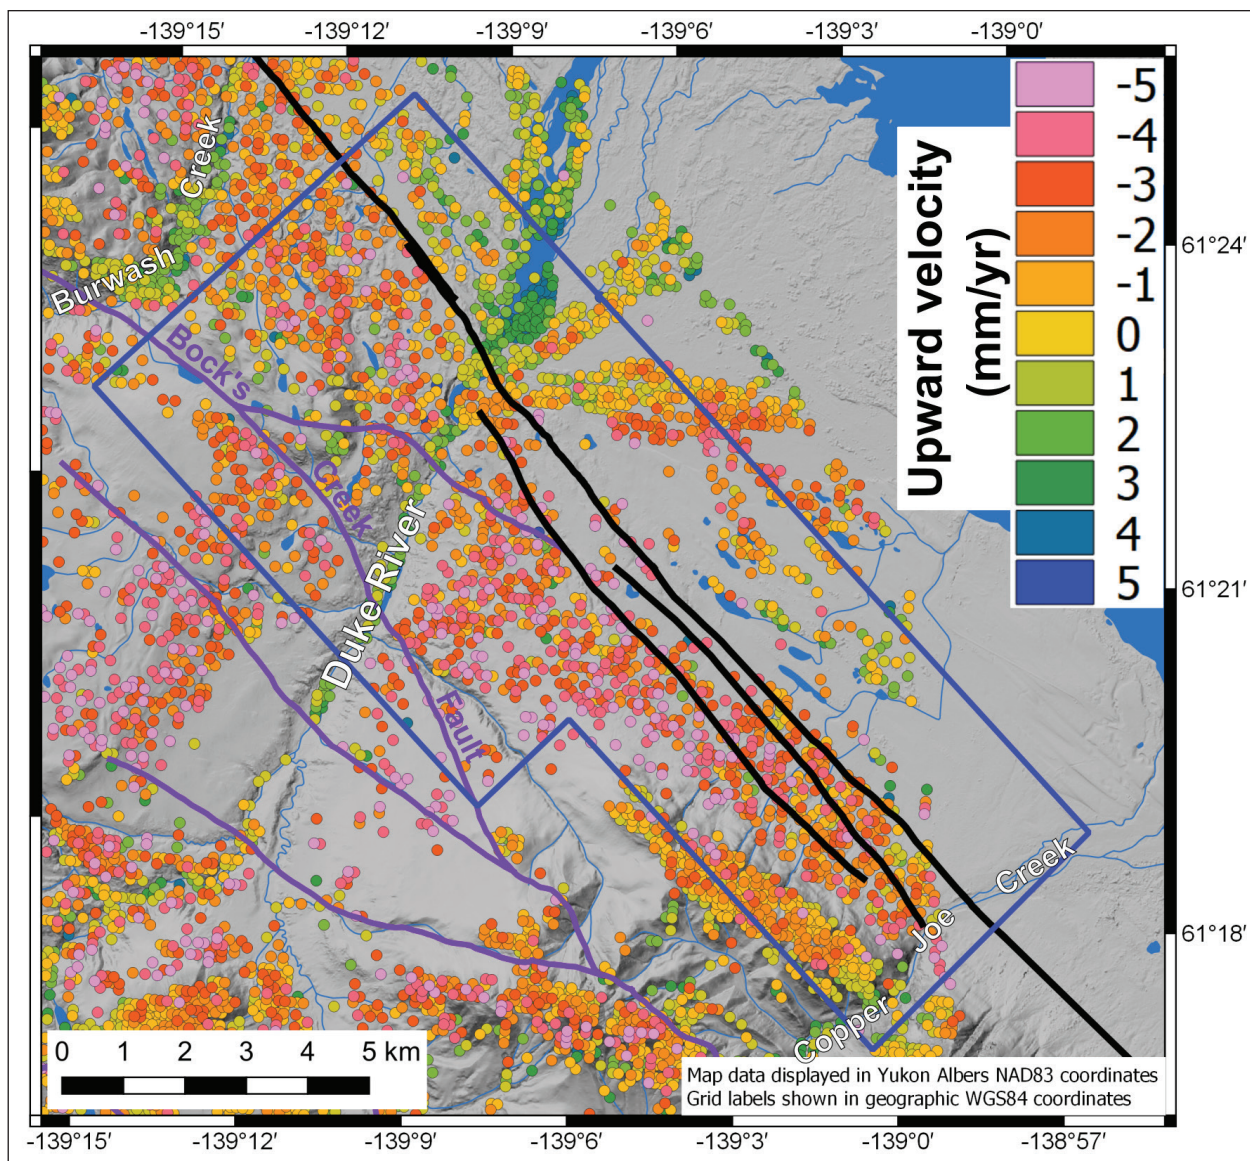 -139°15′ -139°12′ -139°9′ -139°6′ -139°3′ -139°0′
Upward velocity
(mm/yr)
-5
-4
-3
-2
-1
0
1
2
3
4
5
61°24′
61°21′
61°18′
Burwash
Creek
Bock's
Creek
Fault
Duke River
Copper
Joe
Creek
0 1 2 3 4 5 km
Map data displayed in Yukon Albers NAD83 coordinates
Grid labels shown in geographic WGS84 coordinates
-139°15′ -139°12′ -139°9′ -139°6′ -139°3′ -139°0′ -138°57′